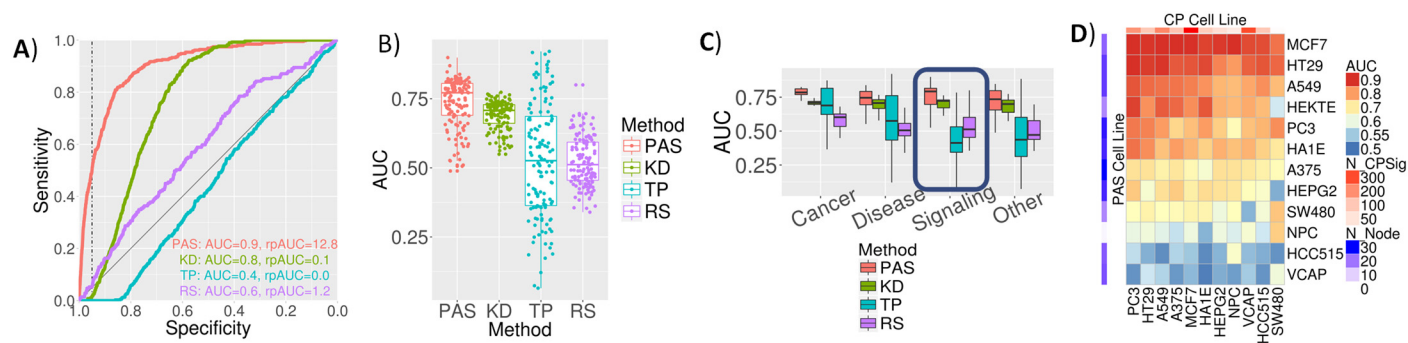 A)
Sensitivity
1.0
0.8
0.6
0.4
0.2
0.0
PAS: AUC=0.9, rpAUC=12.8
KD: AUC=0.8, rpAUC=0.1
TP: AUC=0.4, rpAUC=0.0
RS: AUC=0.6, rpAUC=1.2
1.0 0.8 0.6 0.4 0.2 0.0
Specificity
B)
AUC
0.75
0.50
0.25
PAS KD TP RS
Method
Method
PAS
KD
TP
RS
C)
AUC
0.75
0.50
0.25
Cancer Disease Signaling Other
Method
PAS
KD
TP
RS
D)
CP Cell Line
PAS Cell Line
MCF7
HT29
A549
HEKTE
PC3
HA1E
A375
HEPG2
SW480
NPC
HCC515
VCAP
PC3 HT29 A540 A375 MCF7 HA1E HEPG2 NPC VCAP HCC515 SW480
AUC
0.9
0.8
0.7
0.6
0.55
0.5
N_CPSig
300
200
100
50
N_Node
30
20
10
0